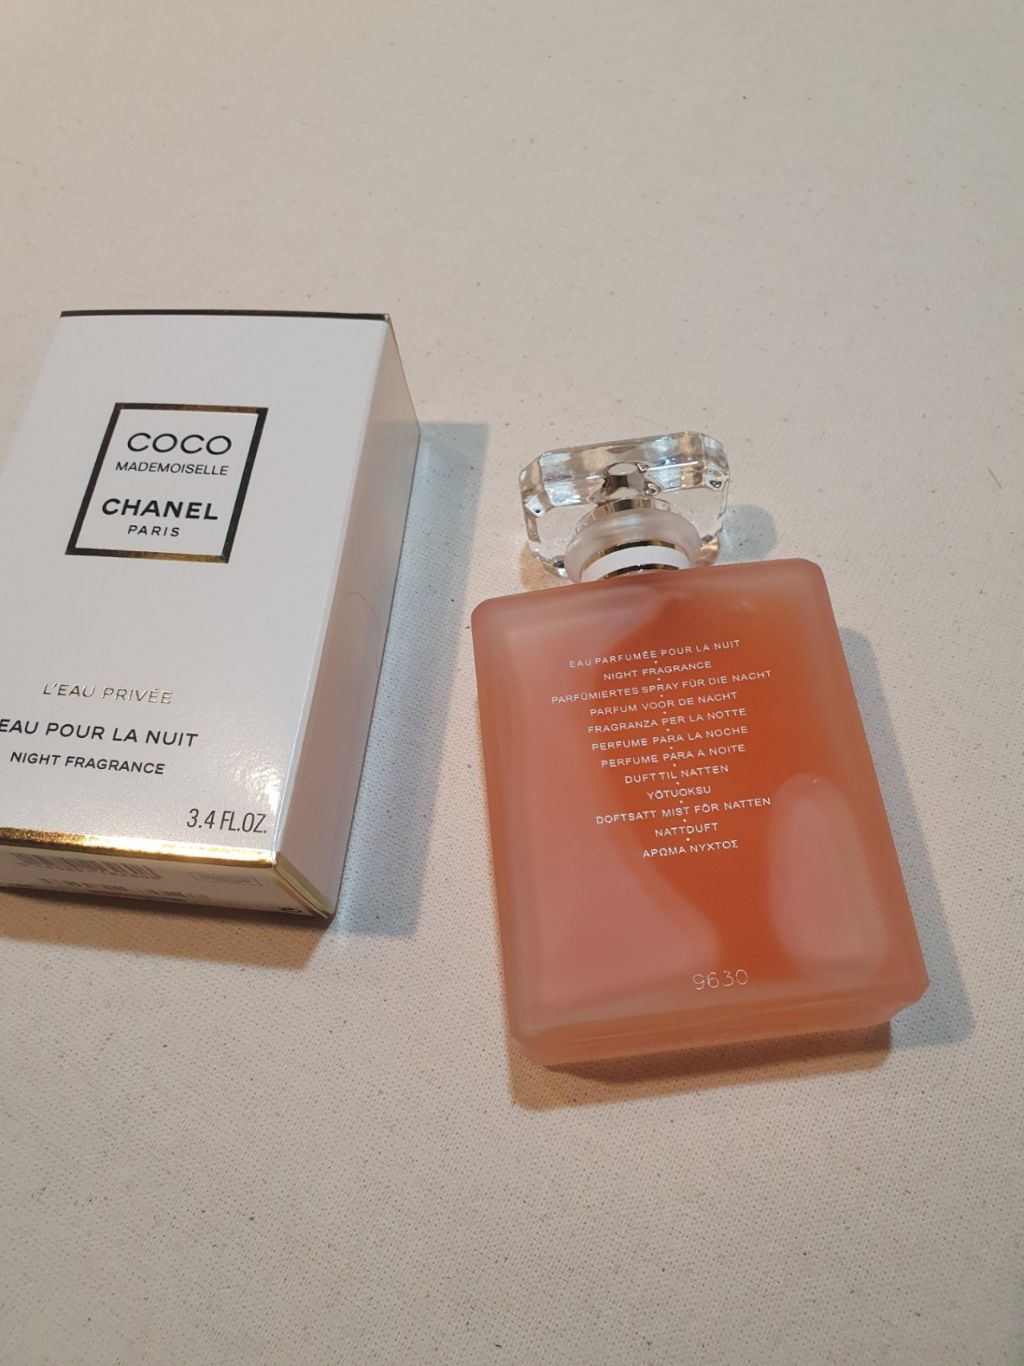 COCO
MADEMOISELLE
CHANEL
PARIS
L'EAU PRIVÉE
EAU POUR LA NUIT
NIGHT FRAGRANCE
3.4 FL.OZ.
EAU PARFUMÉE POUR LA NUIT
NIGHT FRAGRANCE
PARFÜMIERTES SPRAY FÜR DIE NACHT
PARFUM VOOR DE NACHT
FRAGRANZA PER LA NOTTE
PERFUME PARA LA NOCHE
PERFUME PARA A NOITE
DUFT TIL NATTEN
YÖTUOKSU
DOFTSATT MIST FÖR NATTEN
NATTDUFT
ΑΡΩΜΑ ΝΥΧΤΟΣ
9630